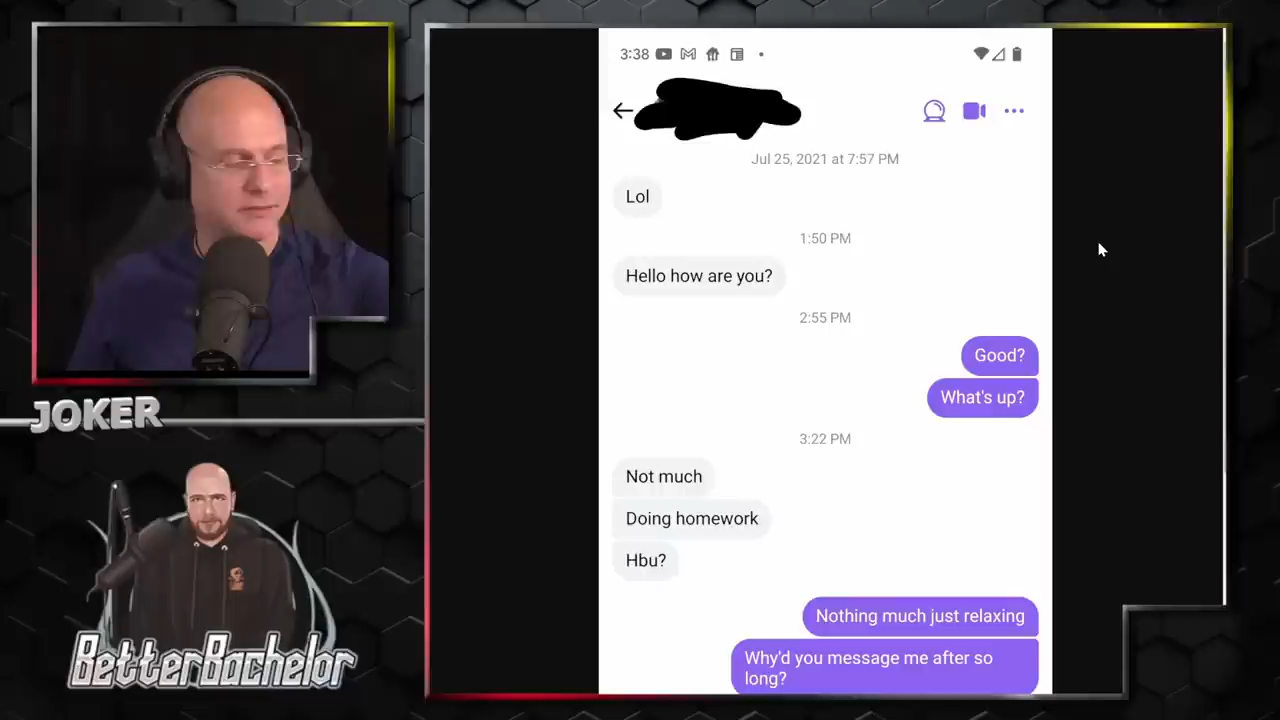 3:38
Jul 25, 2021 at 7:57 PM
Lol
1:50 PM
Hello how are you?
2:55 PM
Good?
What's up?
3:22 PM
Not much
Doing homework
Hbu?
Nothing much just relaxing
Why'd you message me after so
long?
JOKER
BetterBachelor